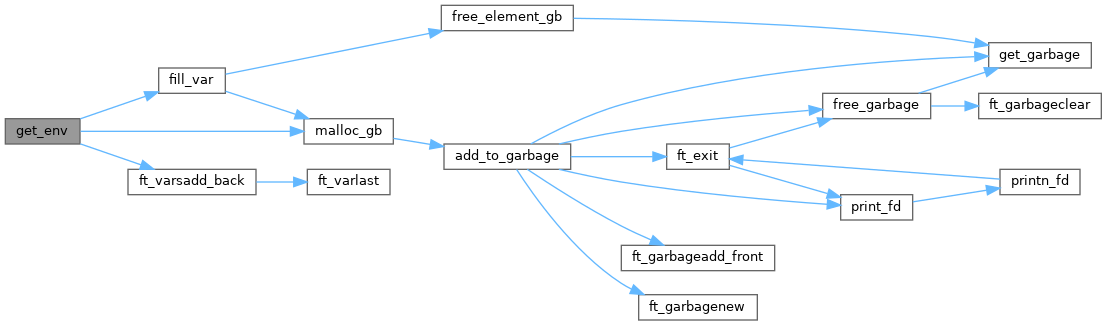 get_env
fill_var
free_element_gb
get_garbage
malloc_gb
add_to_garbage
free_garbage
ft_garbageclear
ft_exit
print_fd
printn_fd
ft_garbageadd_front
ft_garbagenew
ft_varsadd_back
ft_varlast